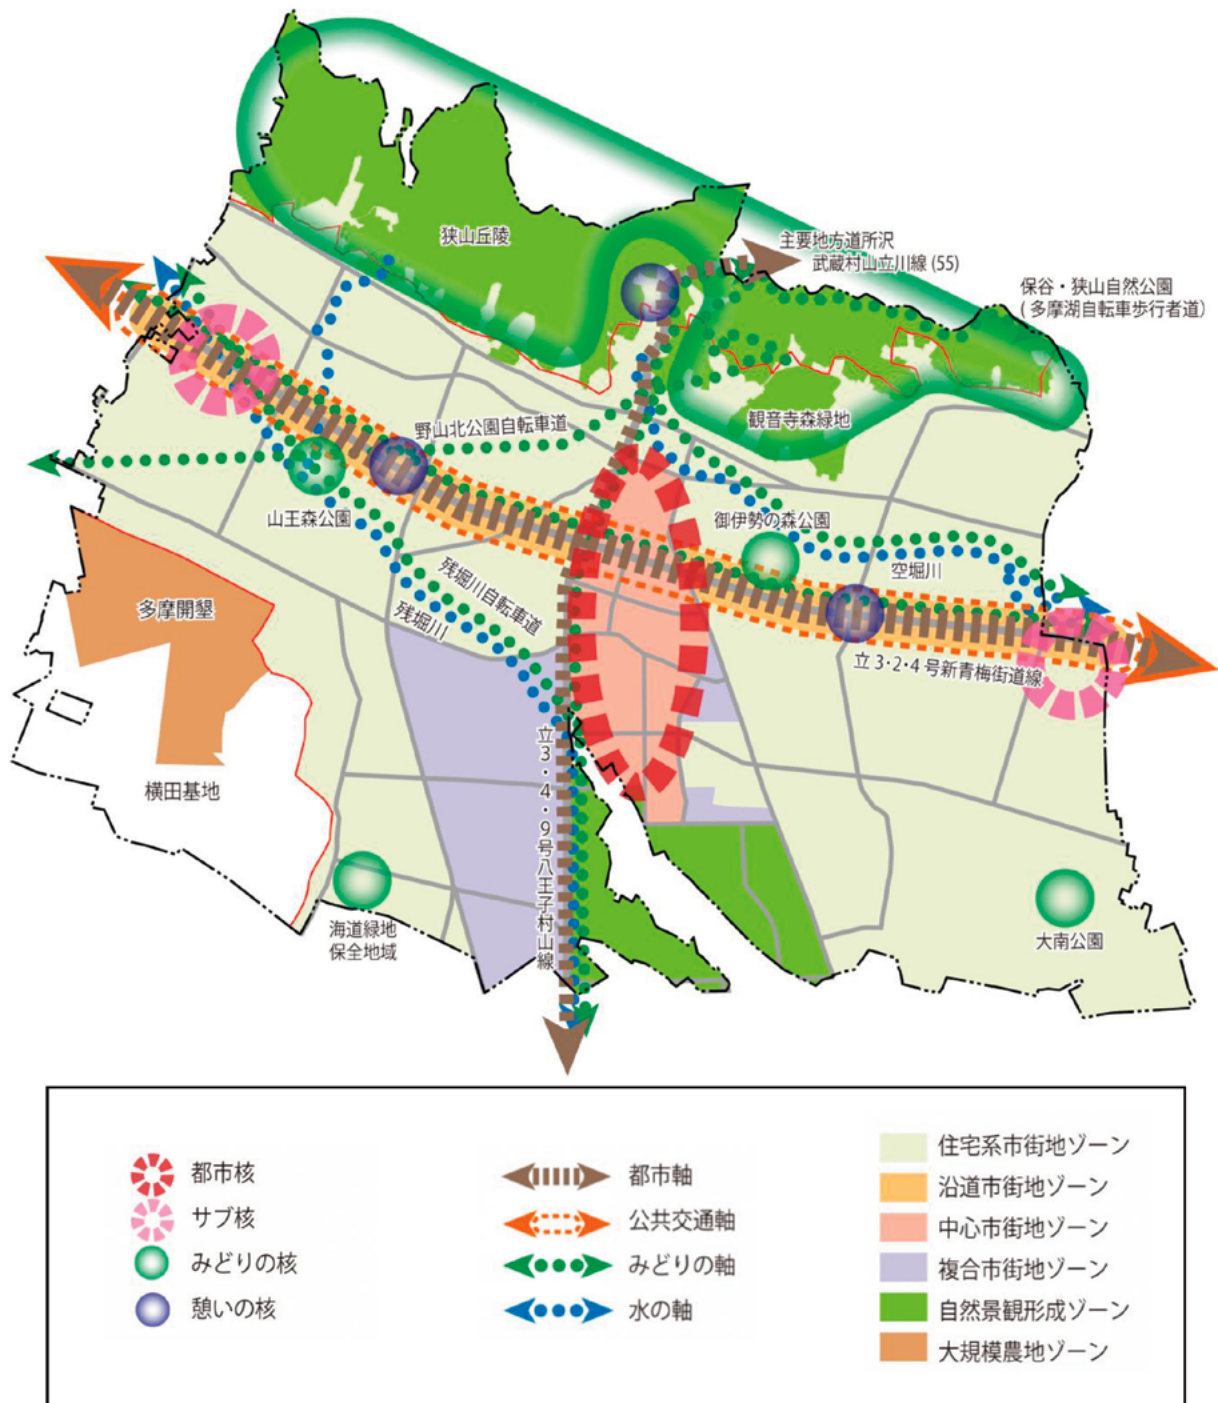 狭山丘陵
主要地方道所沢
武蔵村山立川線(55)
保谷・狭山自然公園
(多摩湖自転車歩行者道)
野山北公園自転車道
観音寺森緑地
山王森公園
御伊勢の森公園
空堀川
残堀川自転車道
残堀川
多摩開墾
立3・2・4号新青梅街道線
立3・4・9号八王子村山線
横田基地
海道緑地
保全地域
大南公園
都市核
サブ核
みどりの核
憩いの核
都市軸
公共交通軸
みどりの軸
水の軸
住宅系市街地ゾーン
沿道市街地ゾーン
中心市街地ゾーン
複合市街地ゾーン
自然景観形成ゾーン
大規模農地ゾーン